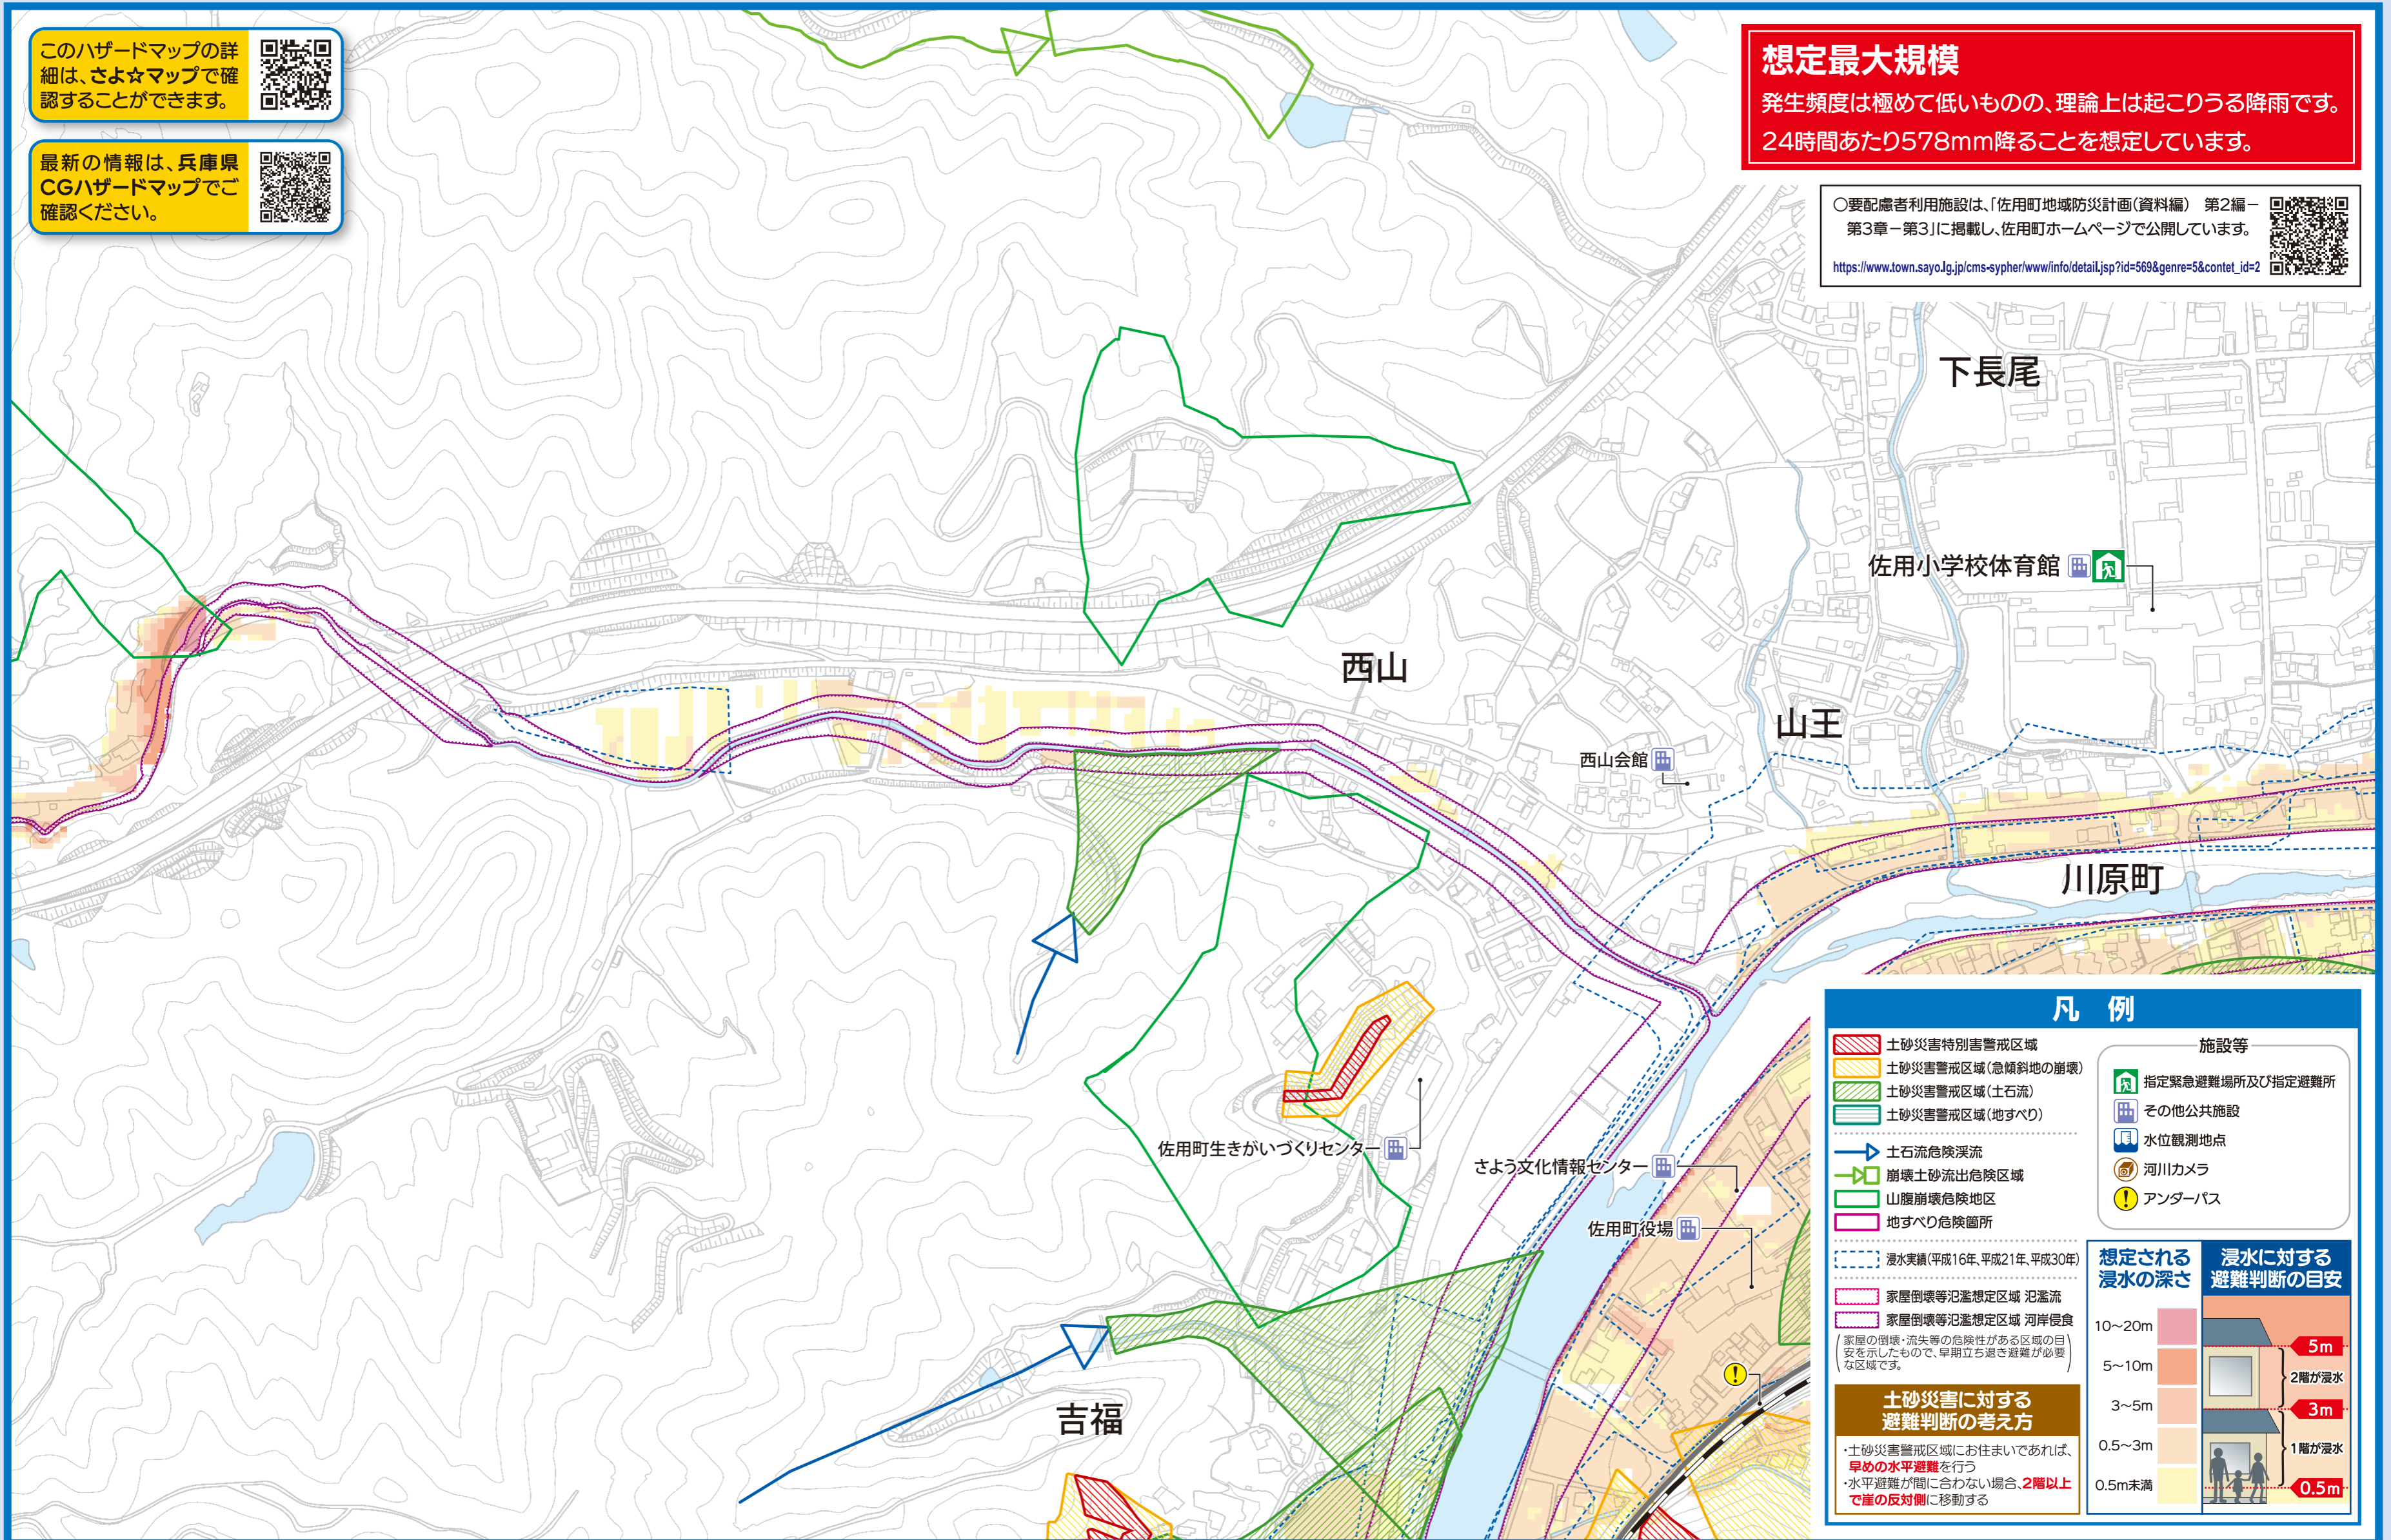 このハザードマップの詳
細は、さよ☆マップで確
認することができます。
最新の情報は、兵庫県
CGハザードマップでご
確認ください。
想定最大規模
発生頻度は極めて低いものの、理論上は起こりうる降雨です。
24時間あたり578mm降ることを想定しています。
○要配慮者利用施設は、「佐用町地域防災計画(資料編) 第2編－
第3章－第3」に掲載し、佐用町ホームページで公開しています。
https://www.town.sayo.lg.jp/cms-sypher/www/info/detail.jsp?id=569&genre=5&contet_id=2
下長尾
佐用小学校体育館
西山
山王
西山会館
川原町
佐用町生きがいづくりセンター
さよう文化情報センター
佐用町役場
吉福
凡 例
土砂災害特別害警戒区域
土砂災害警戒区域(急傾斜地の崩壊)
土砂災害警戒区域(土石流)
土砂災害警戒区域(地すべり)
土石流危険渓流
崩壊土砂流出危険区域
山腹崩壊危険地区
地すべり危険箇所
浸水実績(平成16年、平成21年、平成30年)
家屋倒壊等氾濫想定区域 氾濫流
家屋倒壊等氾濫想定区域 河岸侵食
(家屋の倒壊・流失等の危険性がある区域の目
安を示したもので、早期立ち退き避難が必要
な区域です。)
土砂災害に対する
避難判断の考え方
・土砂災害警戒区域にお住まいであれば、
早めの水平避難を行う
・水平避難が間に合わない場合、2階以上
で崖の反対側に移動する
施設等
指定緊急避難場所及び指定避難所
その他公共施設
水位観測地点
河川カメラ
アンダーパス
想定される
浸水の深さ
10～20m
5～10m
3～5m
0.5～3m
0.5m未満
浸水に対する
避難判断の目安
5m
2階が浸水
3m
1階が浸水
0.5m